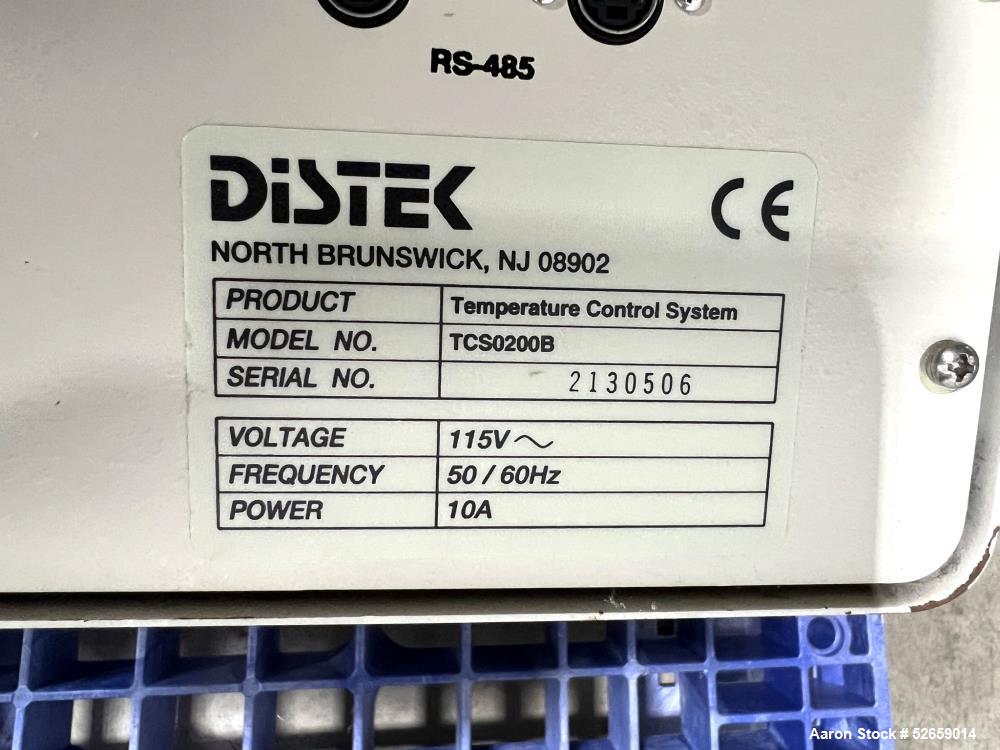 RS-485
DiSTEK
CE
NORTH BRUNSWICK, NJ 08902
PRODUCT Temperature Control System
MODEL NO. TCS0200B
SERIAL NO. 2130506
VOLTAGE 115V~
FREQUENCY 50 / 60Hz
POWER 10A
Aaron Stock # 52659014